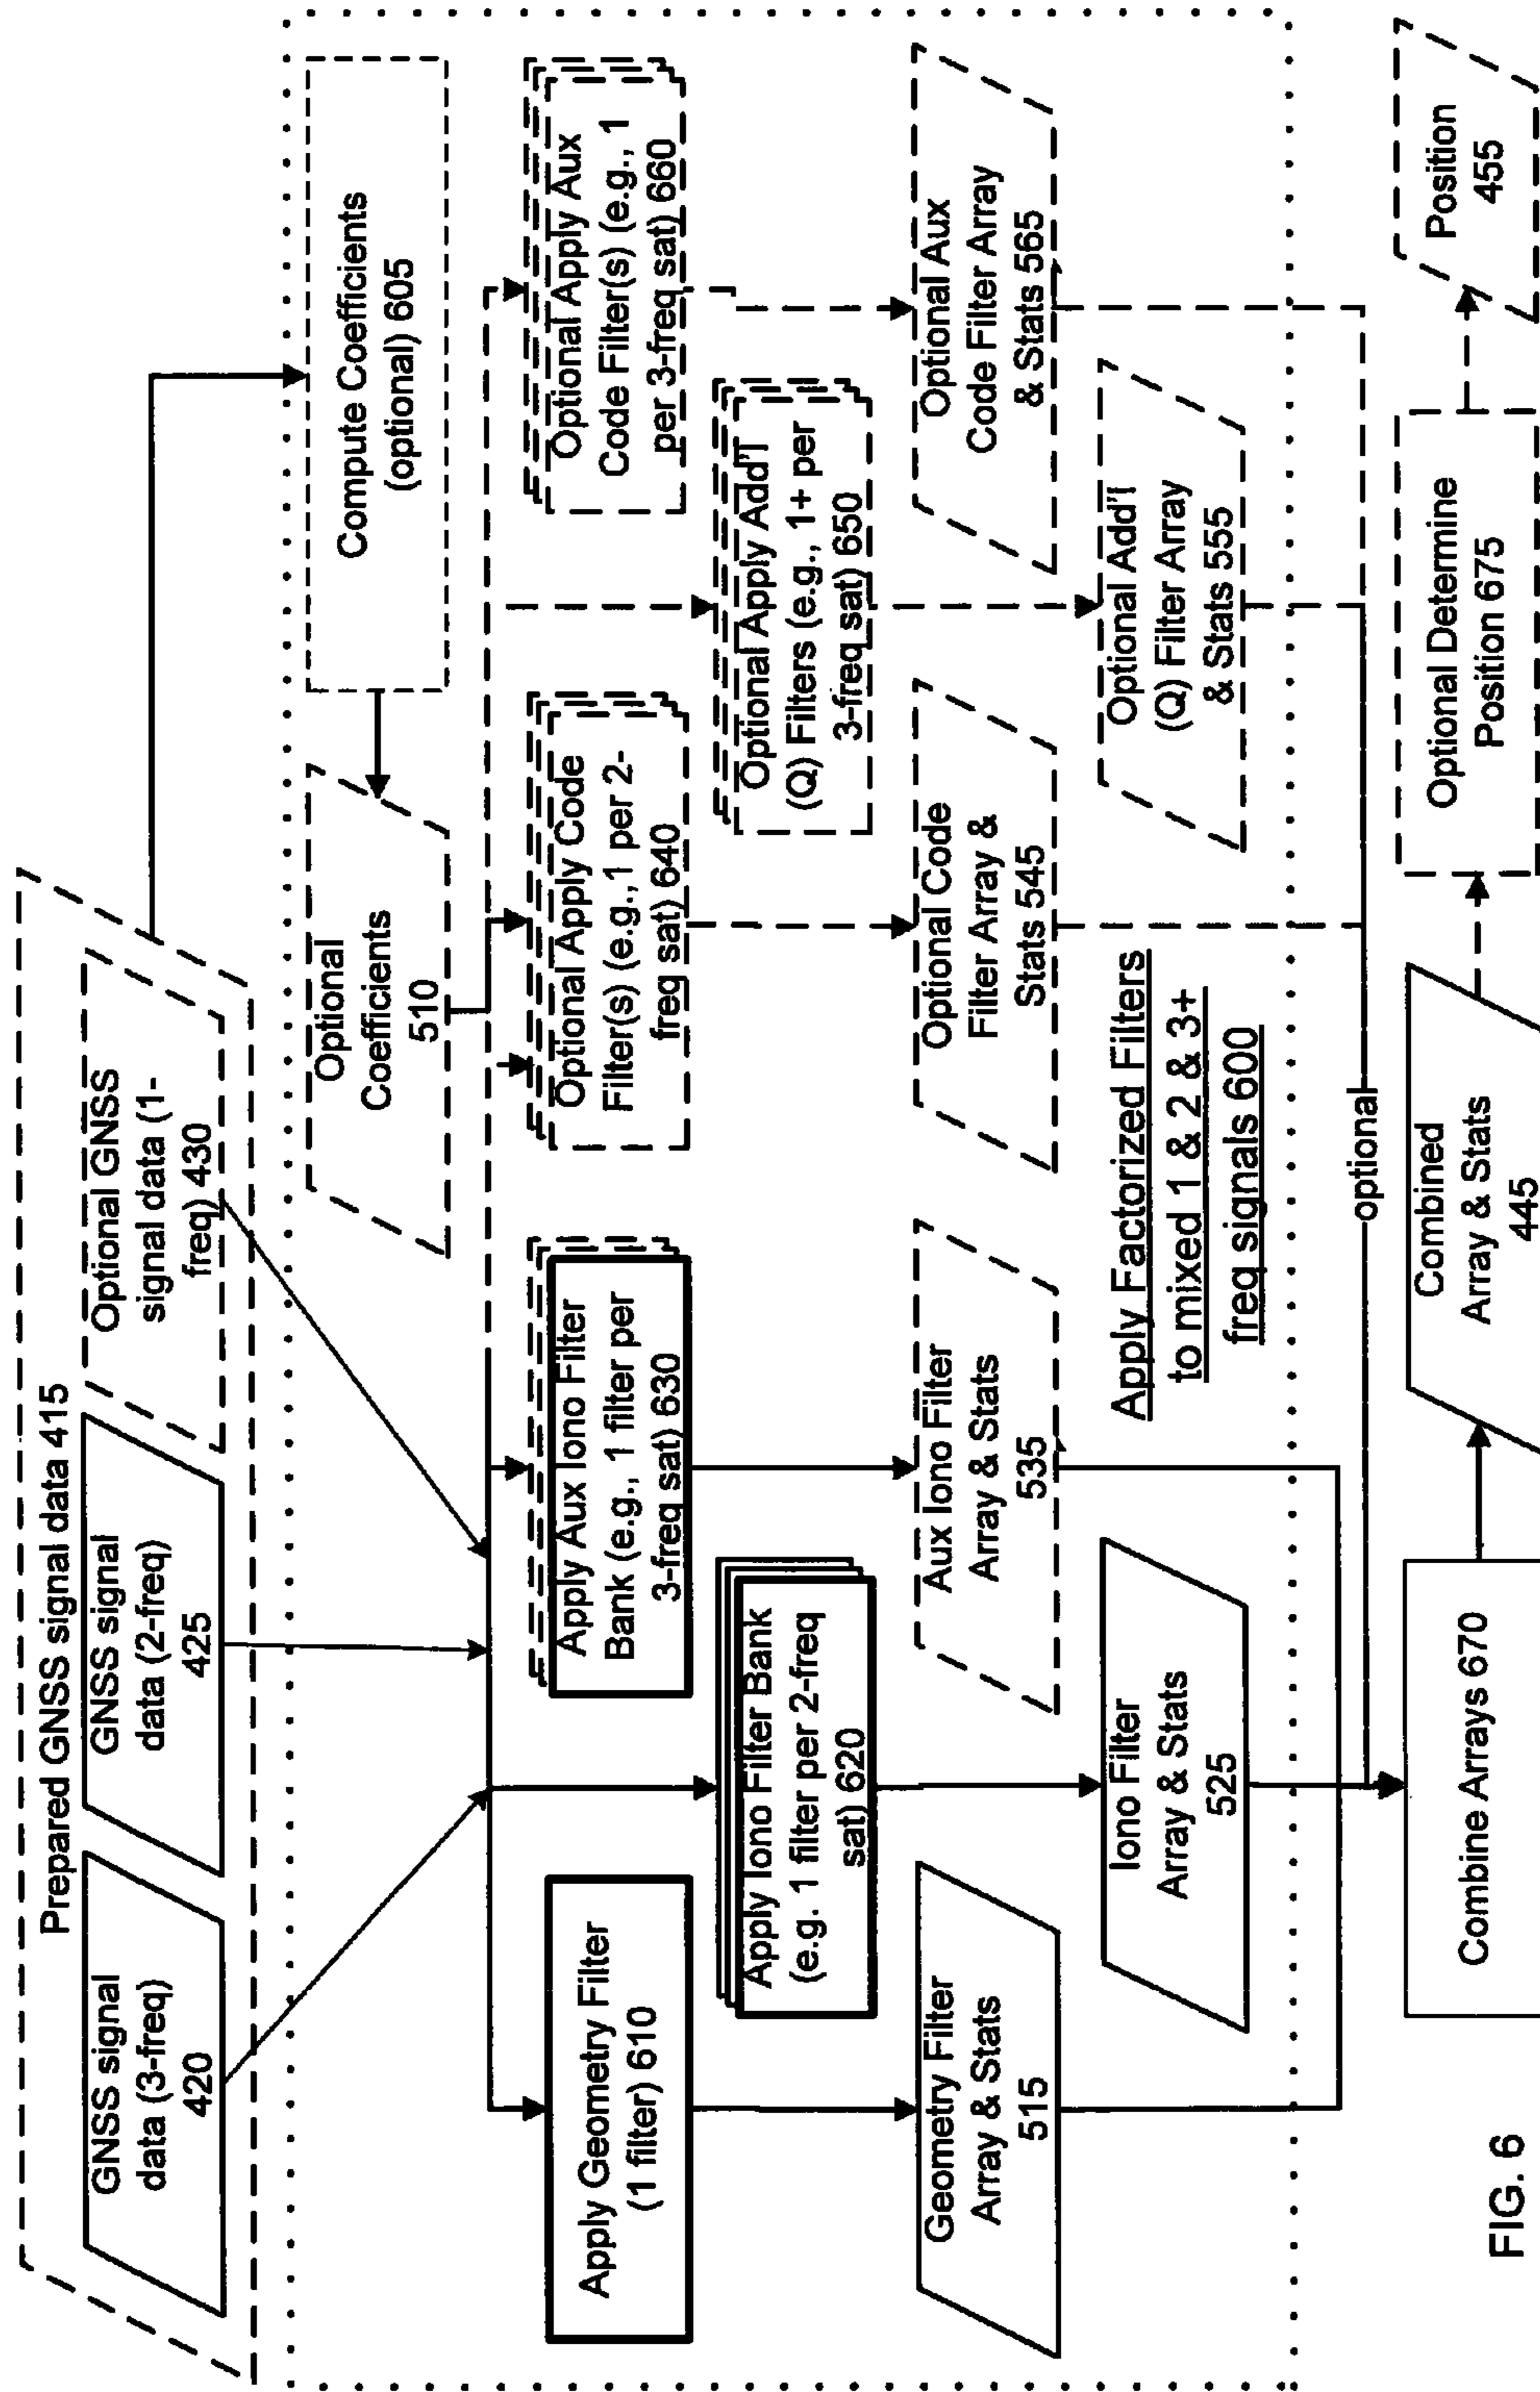 Prepared GNSS signal data 415
GNSS signal
data (3-freq)
420
GNSS signal
data (2-freq)
425
Optional GNSS
signal data (1-
freq) 430
Optional
Coefficients
510
Compute Coefficients
(optional) 605
Apply Geometry Filter
(1 filter) 610
Apply Iono Filter Bank
(e.g. 1 filter per 2-freq
sat) 620
Apply Aux Iono Filter
Bank (e.g., 1 filter per
3-freq sat) 630
Optional Apply Code
Filter(s) (e.g.,1 per 2-
freq sat) 640
Optional Apply Add'l
(Q) Filters (e.g., 1+ per
3-freq sat) 650
Optional Apply Aux
Code Filter(s) (e.g., 1
per 3-freq sat) 660
Geometry Filter
Array & Stats
515
Iono Filter
Array & Stats
525
Aux Iono Filter
Array & Stats
535
Optional Code
Filter Array &
Stats 545
Optional Add'l
(Q) Filter Array
& Stats 555
Optional Aux
Code Filter Array
& Stats 565
Apply Factorized Filters
to mixed 1 & 2 & 3+
freq signals 600
optional
Combine Arrays 670
Combined
Array & Stats
445
Optional Determine
Position 675
Position
455
FIG. 6